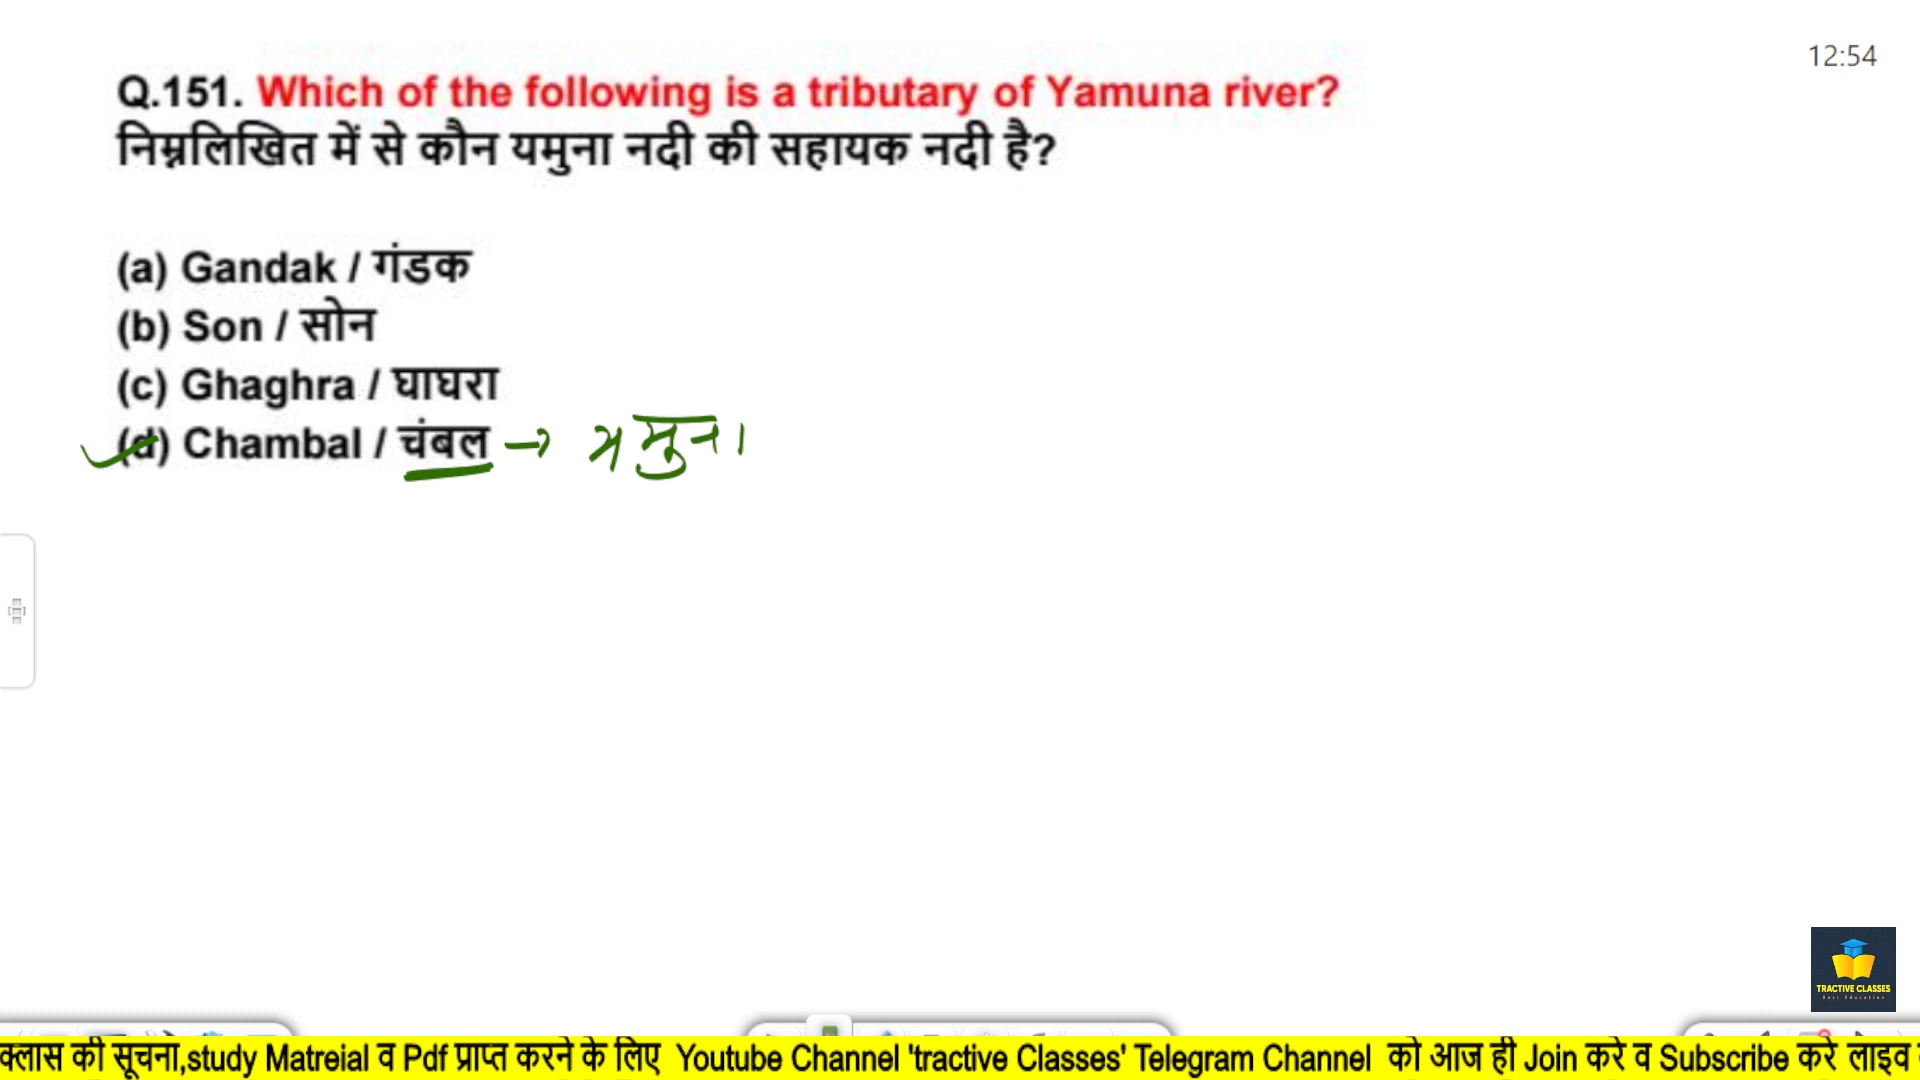 12:54
Q.151. Which of the following is a tributary of Yamuna river?
निम्नलिखित में से कौन यमुना नदी की सहायक नदी है?
(a) Gandak / गंडक
(b) Son / सोन
(c) Ghaghra / घाघरा
(d) Chambal / चंबल → यमुना
TRACTIVE CLASSES
Best Education
क्लास की सूचना,study Matreial व Pdf प्राप्त करने के लिए Youtube Channel 'tractive Classes' Telegram Channel को आज ही Join करे व Subscribe करे लाइव